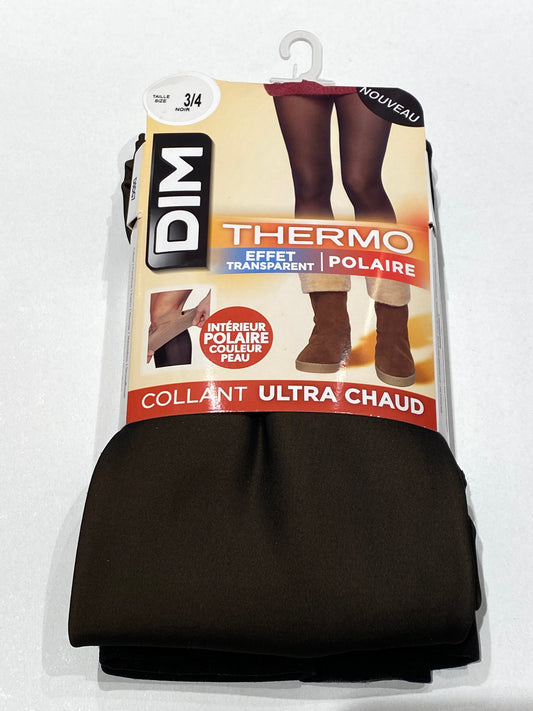 TAILLE
SIZE
3/4
NOIR
NOUVEAU
DIM
THERMO
EFFET
TRANSPARENT
POLAIRE
INTÉRIEUR
POLAIRE
COULEUR
PEAU
COLLANT ULTRA CHAUD